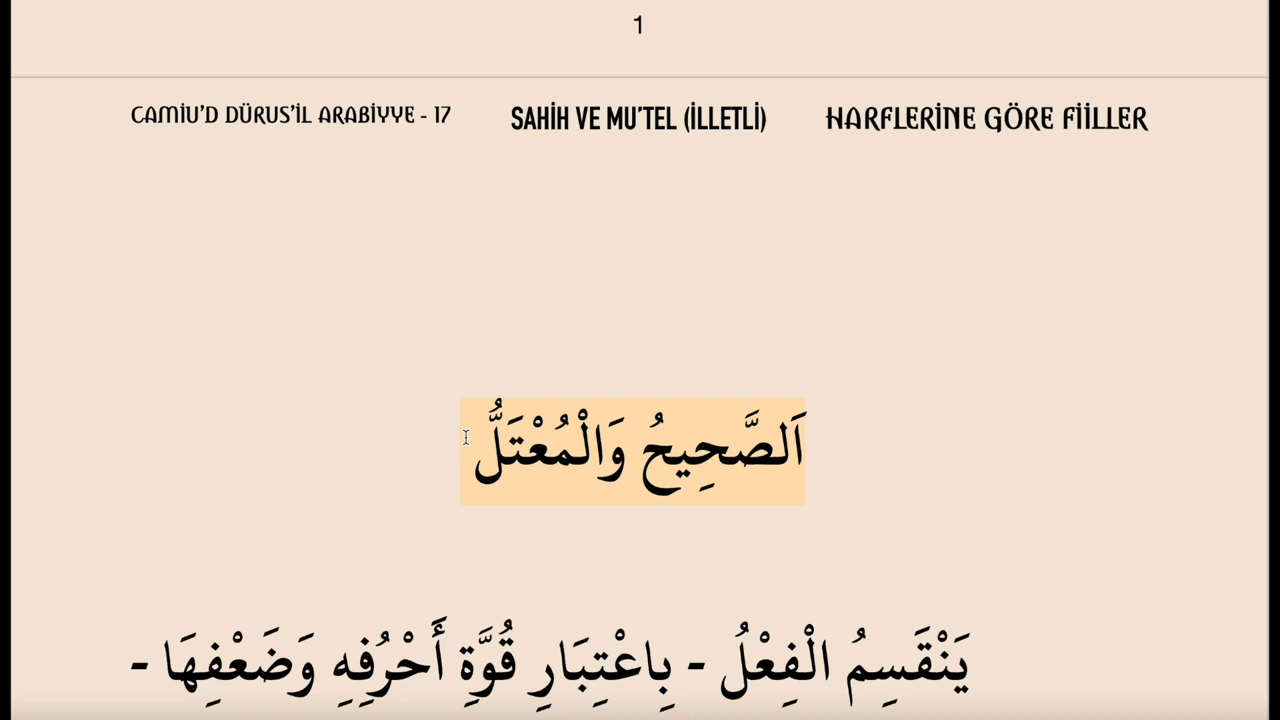 1
CAMİU'D DÜRUS'İL ARABİYYE - 17 SAHİH VE MU'TEL (İLLETLİ) HARFLERİNE GÖRE FİİLLER
اَلصَّحِيحُ وَالْمُعْتَلُّ
يَنْقَسِمُ الْفِعْلُ - بِاعْتِبَارِ قُوَّةِ أَحْرُفِهِ وَضَعْفِهَا -